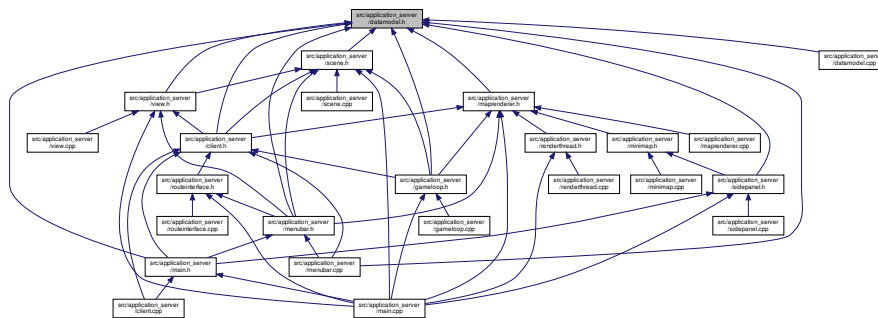 src/application_server
/datamodel.h
src/application_server
/scene.h
src/application_server
/datamodel.cpp
src/application_server
/view.h
src/application_server
/scene.cpp
src/application_server
/maprenderer.h
src/application_server
/view.cpp
src/application_server
/client.h
src/application_server
/renderthread.h
src/application_server
/minimap.h
src/application_server
/maprenderer.cpp
src/application_server
/routeinterface.h
src/application_server
/gameloop.h
src/application_server
/renderthread.cpp
src/application_server
/minimap.cpp
src/application_server
/sidepanel.h
src/application_server
/routeinterface.cpp
src/application_server
/menubar.h
src/application_server
/gameloop.cpp
src/application_server
/sidepanel.cpp
src/application_server
/main.h
src/application_server
/menubar.cpp
src/application_server
/client.cpp
src/application_server
/main.cpp